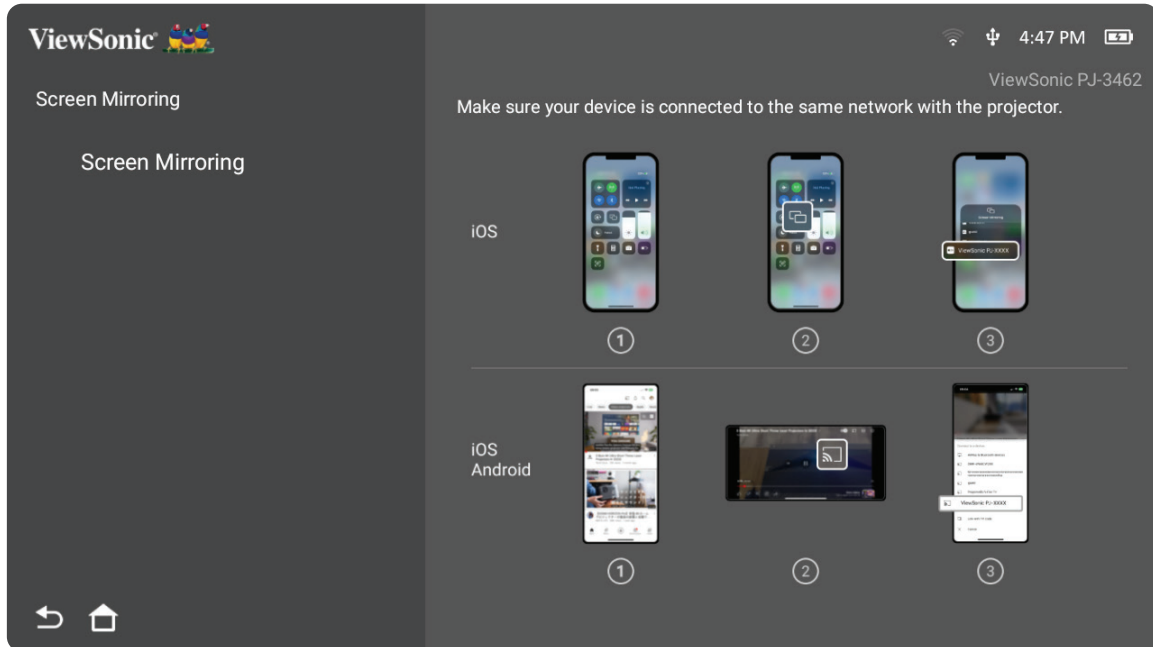 ViewSonic®
4:47 PM
ViewSonic PJ-3462
Screen Mirroring
Make sure your device is connected to the same network with the projector.
Screen Mirroring
iOS
Screen Mirroring
ViewSonic PJ-XXXX
1
2
3
iOS
Android
ViewSonic PJ-XXXX
1
2
3